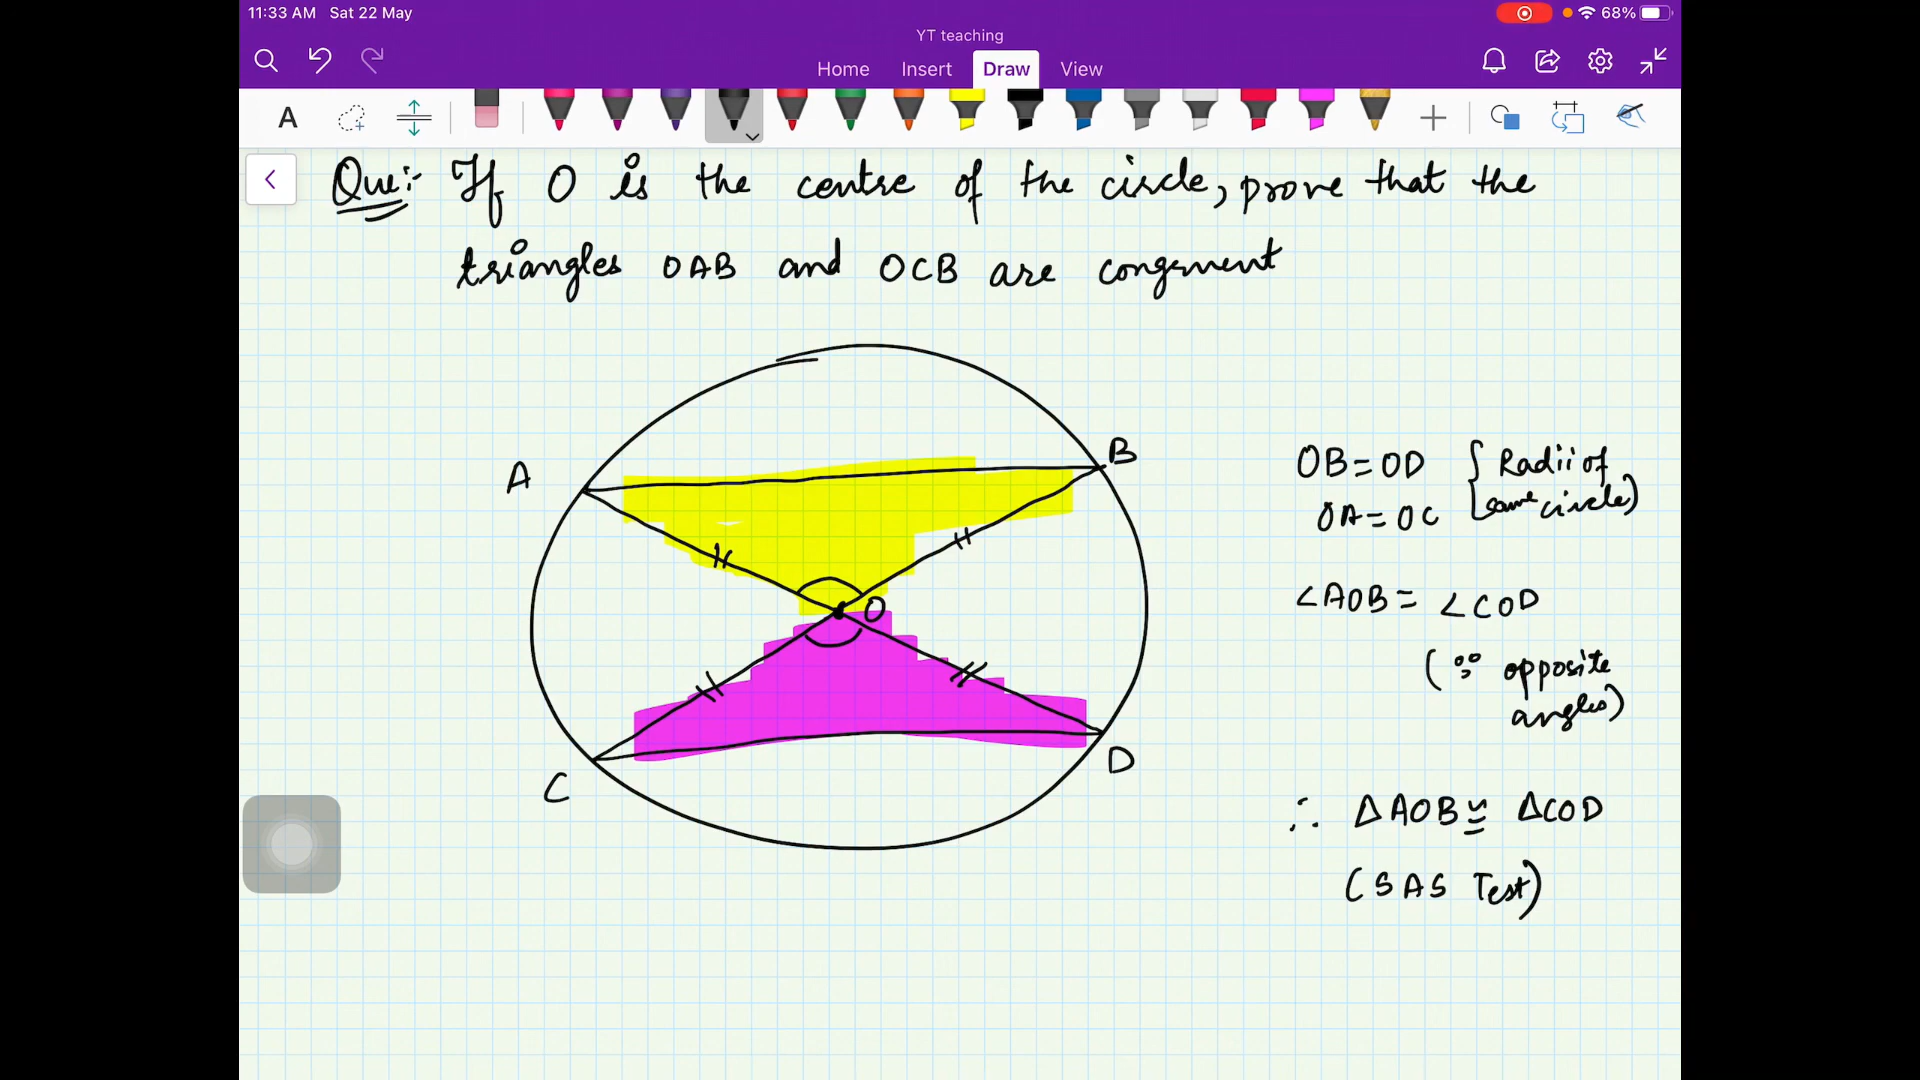 11:33 AM Sat 22 May
68%
YT teaching
Home Insert Draw View
A
Que:- If O is the centre of the circle, prove that the
triangles OAB and OCB are congruent
A
B
O
C
D
OB = OD { Radii of
OA = OC same circle)
∠AOB = ∠COD
(∵ opposite
angles)
∴ ΔAOB ≅ ΔCOD
(SAS Test)